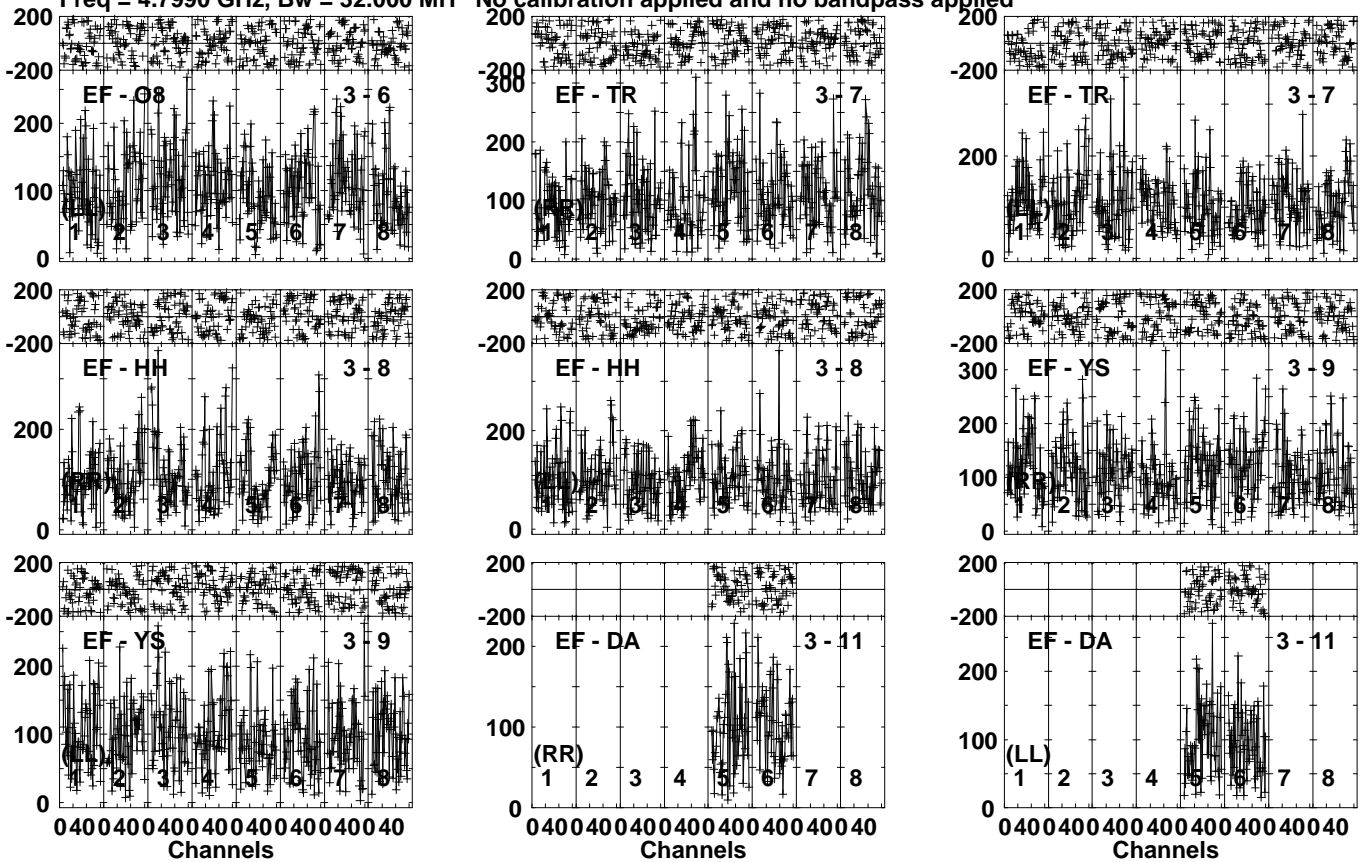 Freq = 4.7990 GHz, Bw = 32.000 MH No calibration applied and no bandpass applied
200 200 200
-200 -200 -200
EF - O8 3 - 6 300 EF - TR 3 - 7 EF - TR 3 - 7
200 200 200
100 100
(LL) (RR) (LL)
1 2 3 4 5 6 7 8 1 2 3 4 5 6 7 8 1 2 3 4 5 6 7 8
0 0 0
200 200 200
-200 -200 -200
EF - HH 3 - 8 EF - HH 3 - 8 300 EF - YS 3 - 9
200 200 200
100
(RR) (LL) (RR)
1 2 3 4 5 6 7 8 1 2 3 4 5 6 7 8 1 2 3 4 5 6 7 8
0 0 0
200 200 200
-200 -200 -200
EF - YS 3 - 9 EF - DA 3 - 11 EF - DA 3 - 11
200 200 200
100 100 100
(LL) (RR) (LL)
1 2 3 4 5 6 7 8 1 2 3 4 5 6 7 8 1 2 3 4 5 6 7 8
0 0 0
0 40 0 40 0 40 0 40 0 40 0 40 0 40 0 40 0 40 0 40 0 40 0 40 0 40 0 40 0 40 0 40 0 40 0 40 0 40 0 40 0 40 0 40 0 40 0 40
Channels Channels Channels